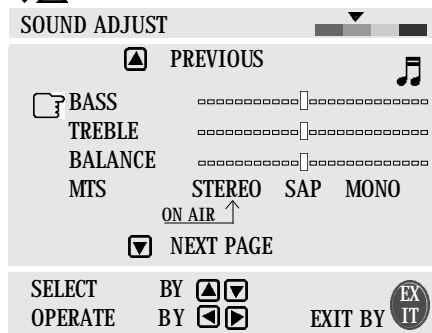 SOUND ADJUST
PREVIOUS
BASS
TREBLE
BALANCE
MTS STEREO SAP MONO
ON AIR
NEXT PAGE
SELECT BY
OPERATE BY EXIT BY EX IT